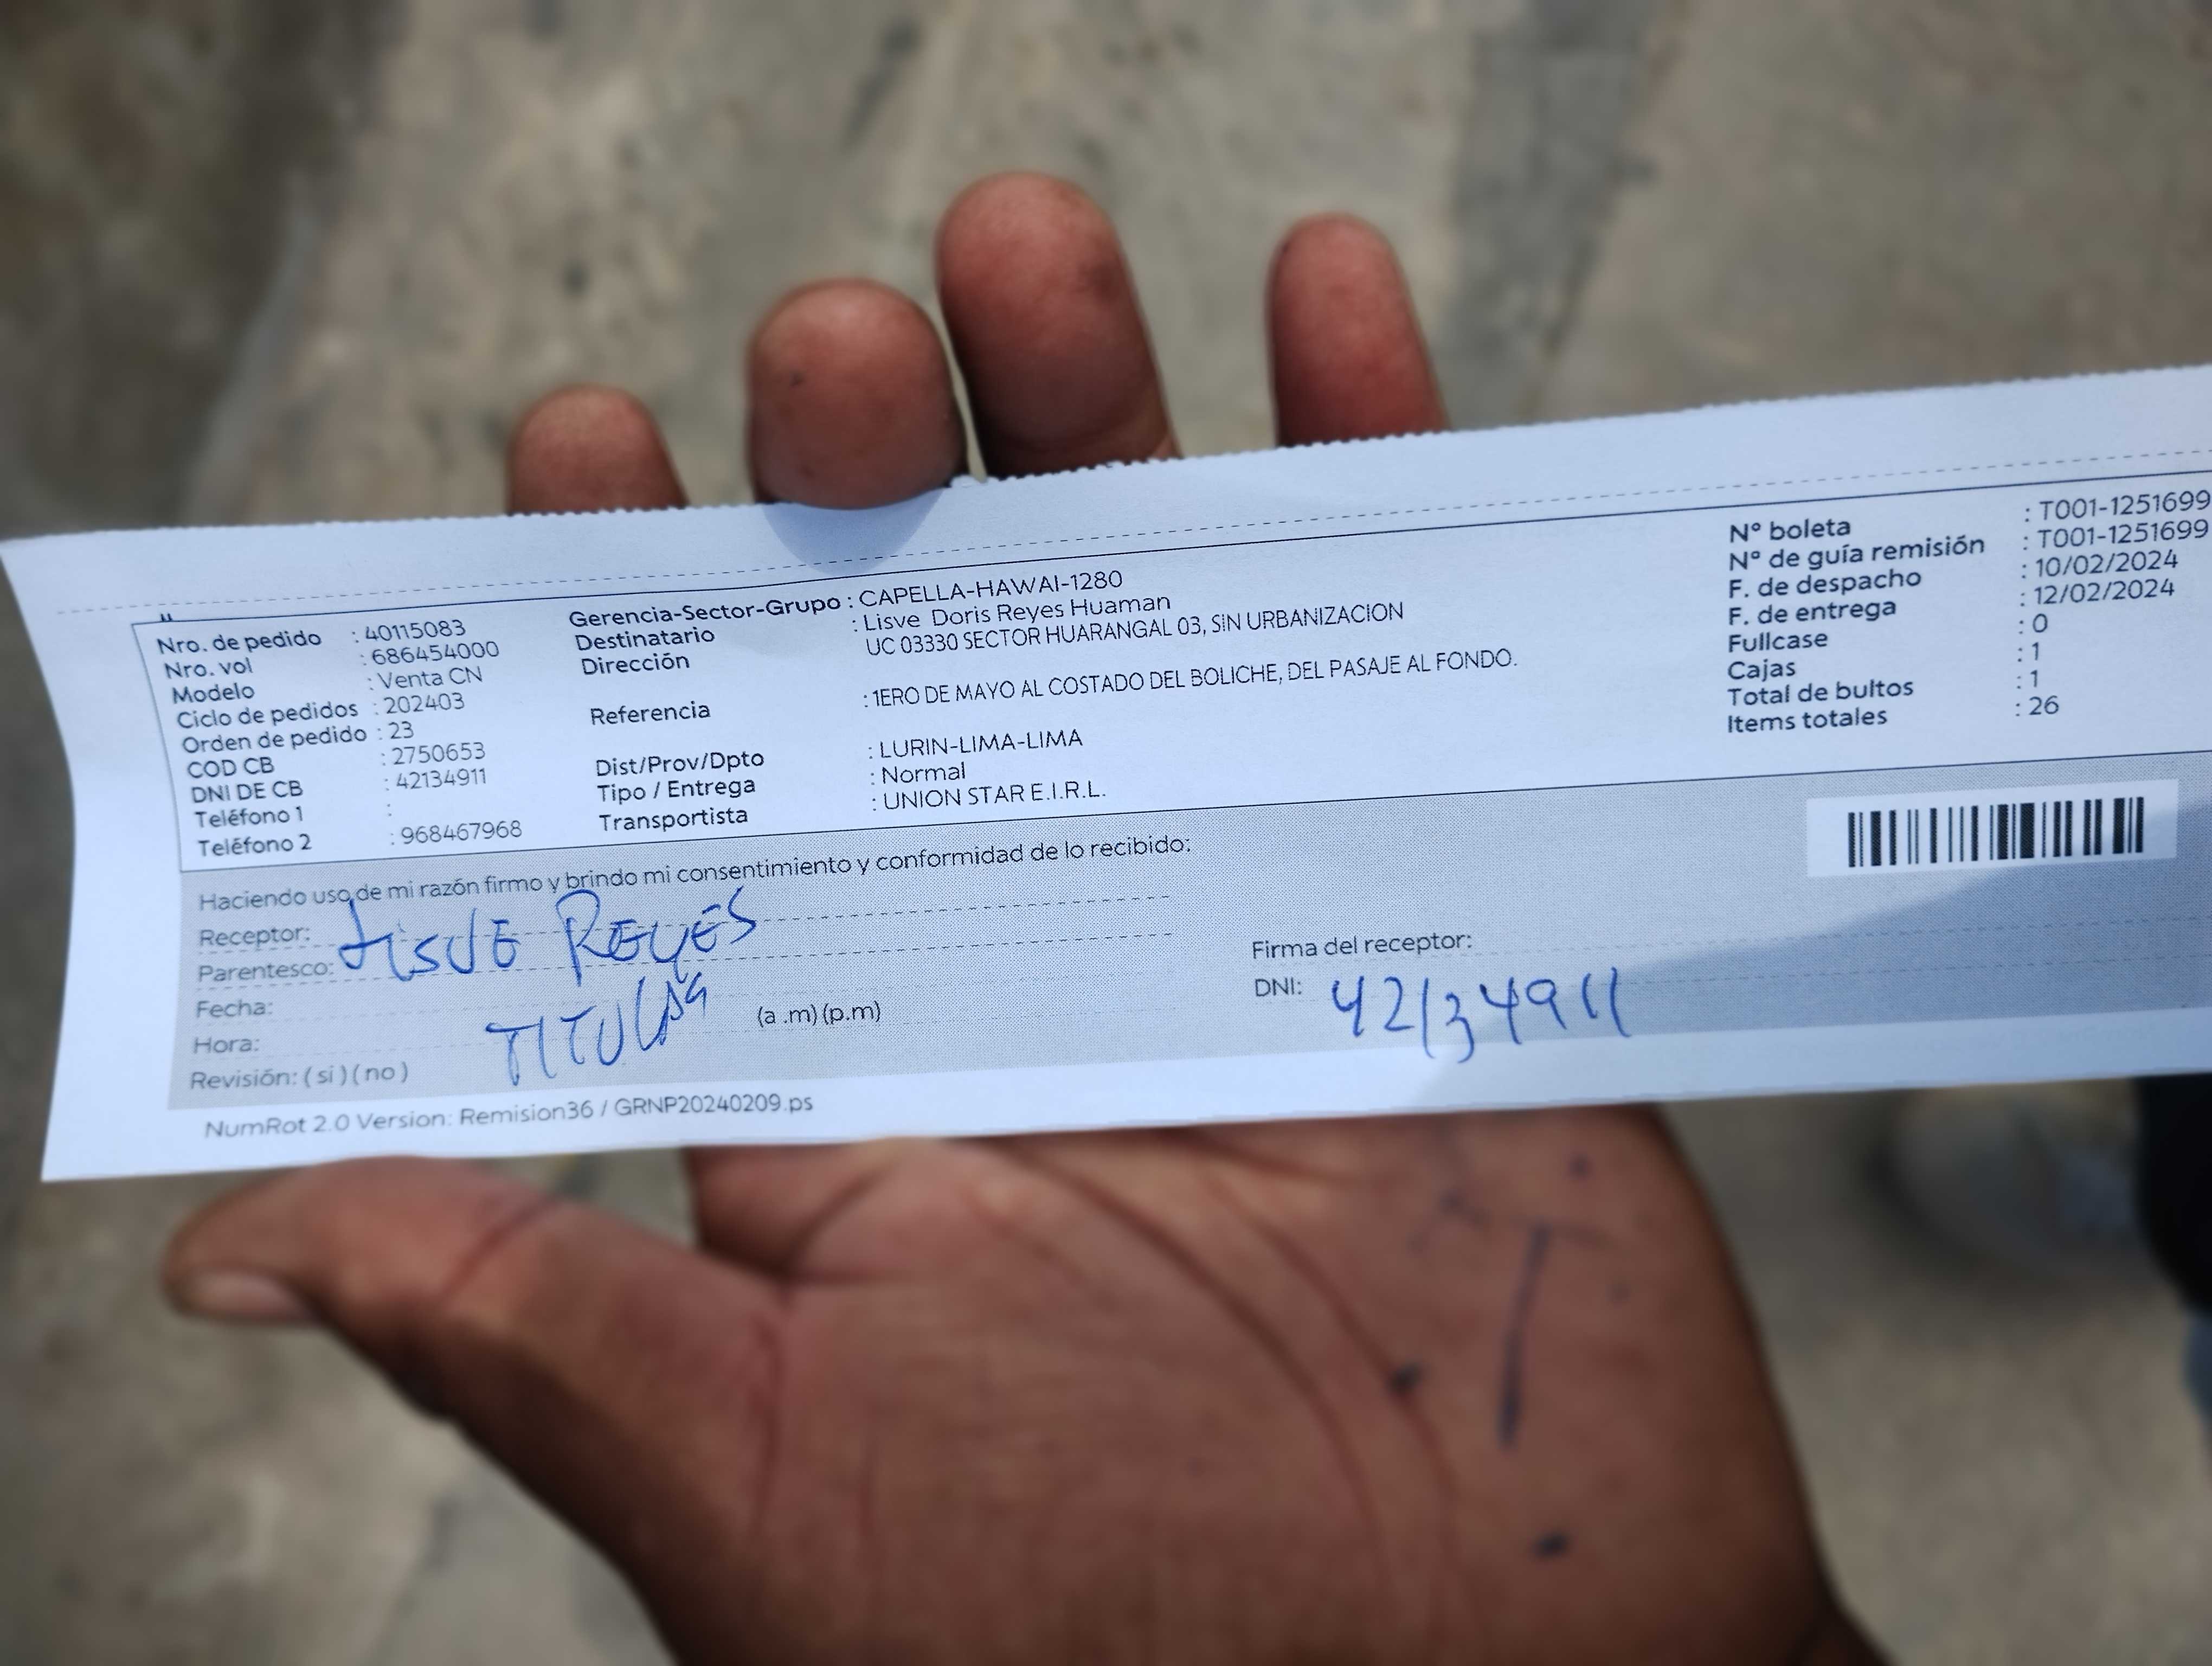 Nro. de pedido : 40115083
Nro. vol : 686454000
Modelo : Venta CN
Ciclo de pedidos : 202403
Orden de pedido : 23
COD CB : 2750653
DNI DE CB : 42134911
Teléfono 1 :
Teléfono 2 : 968467968
Gerencia-Sector-Grupo : CAPELLA-HAWAI-1280
Destinatario : Lisve Doris Reyes Huaman
Dirección UC 03330 SECTOR HUARANGAL 03, SIN URBANIZACION
Referencia : 1ERO DE MAYO AL COSTADO DEL BOLICHE, DEL PASAJE AL FONDO.
Dist/Prov/Dpto : LURIN-LIMA-LIMA
Tipo / Entrega : Normal
Transportista : UNION STAR E.I.R.L.
N° boleta : T001-1251699
N° de guía remisión : T001-1251699
F. de despacho : 10/02/2024
F. de entrega : 12/02/2024
Fullcase : 0
Cajas : 1
Total de bultos : 1
Items totales : 26
Haciendo uso de mi razón firmo y brindo mi consentimiento y conformidad de lo recibido:
Receptor: LISVE REYES
Parentesco: TITULAR
Fecha:
Hora: (a .m) (p.m)
Revisión: ( si ) ( no )
Firma del receptor:
DNI: 42134911
NumRot 2.0 Version: Remision36 / GRNP20240209.ps